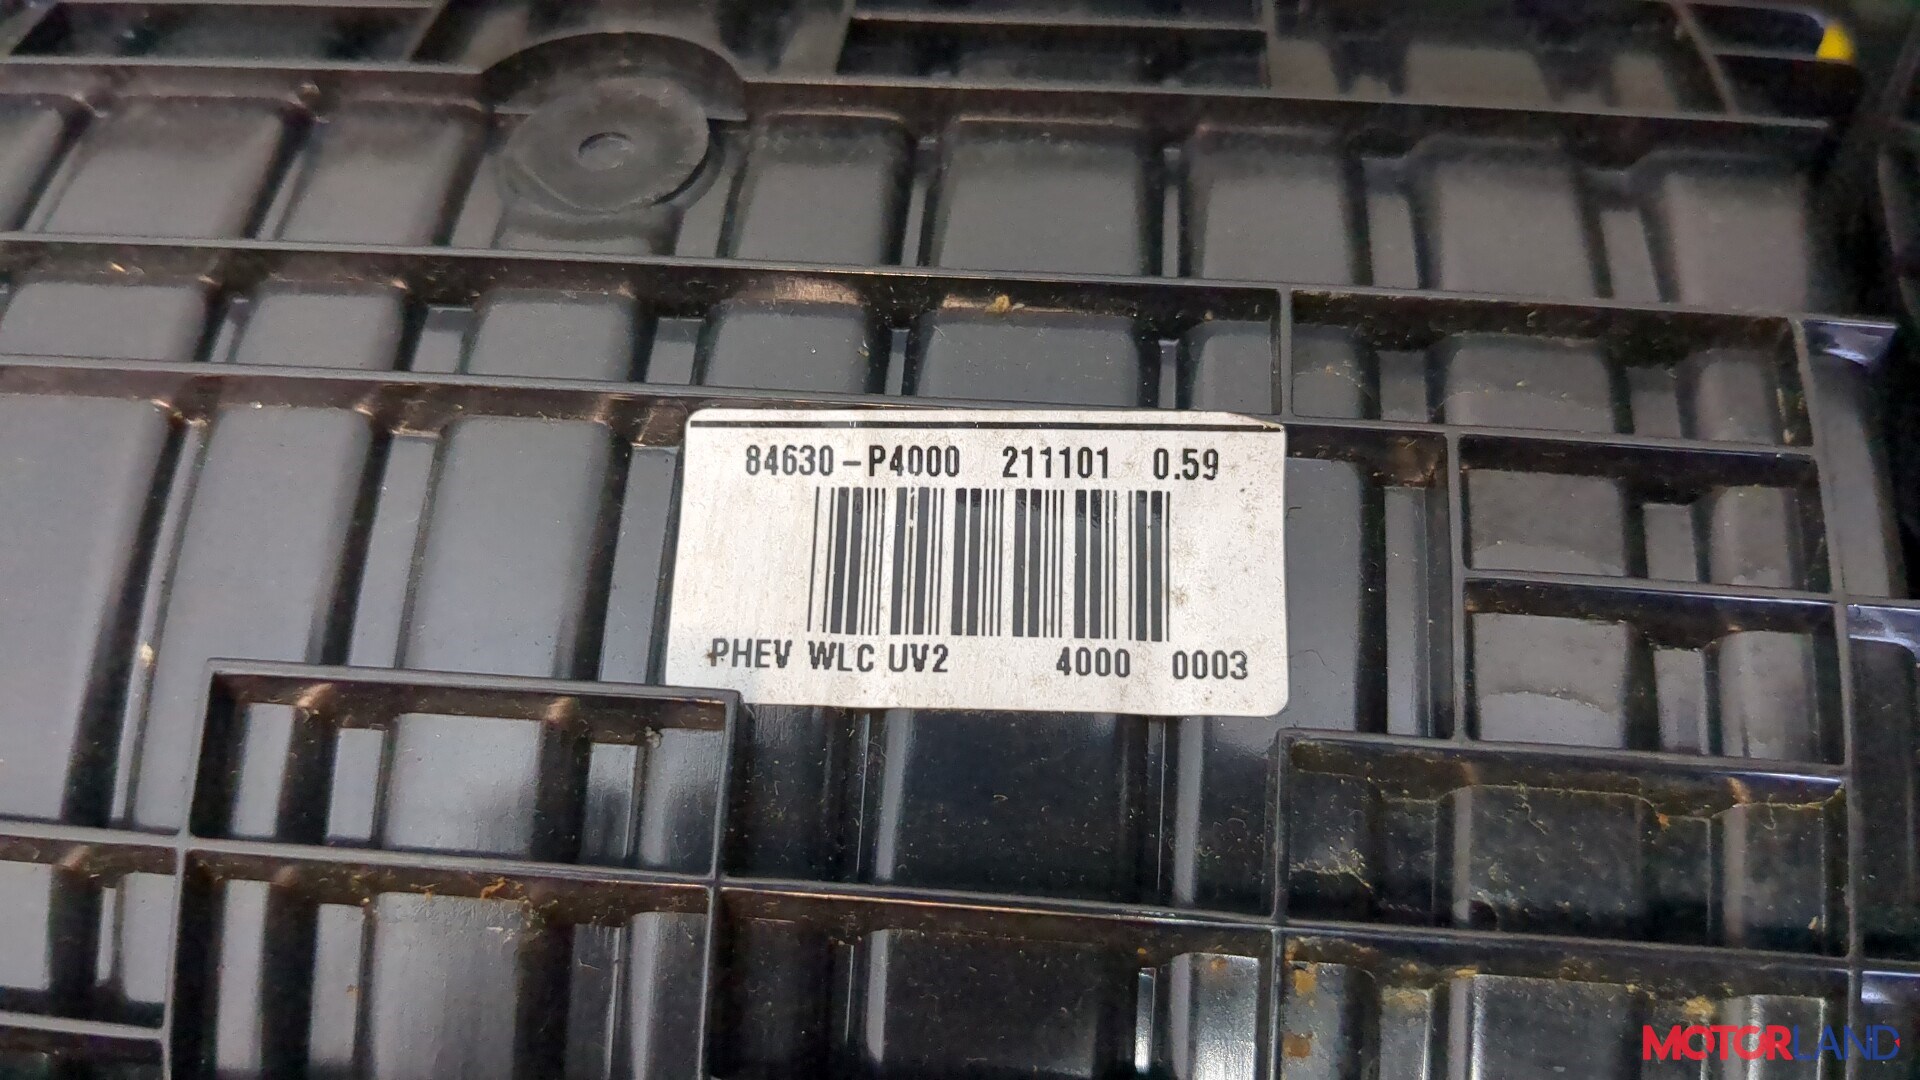 84630-P4000 211101 0.59
PHEV WLC UV2 4000 0003
MOTORLAND